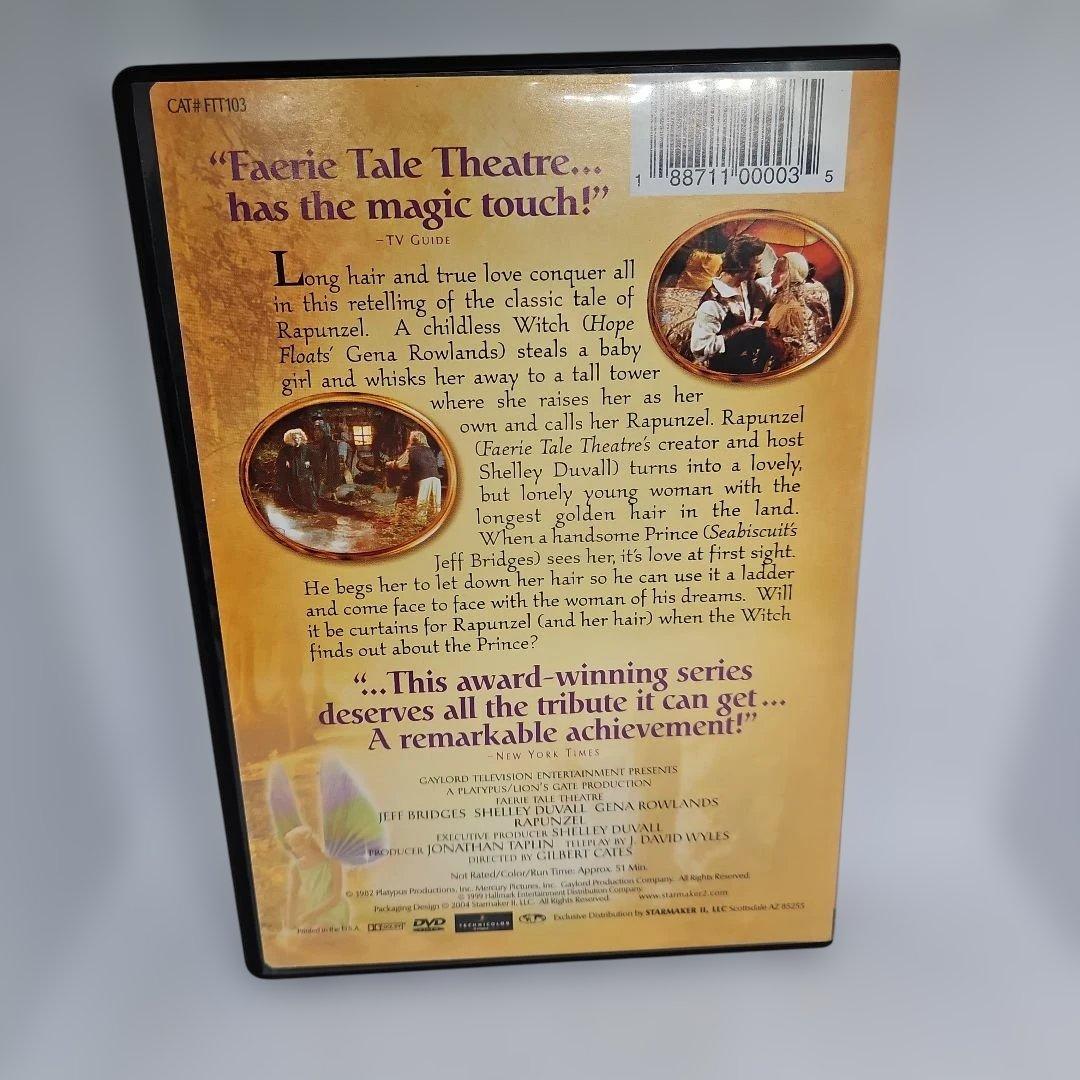 CAT# FTT103
1 88711 00003 5
“Faerie Tale Theatre...
has the magic touch!”
–TV GUIDE
Long hair and true love conquer all
in this retelling of the classic tale of
Rapunzel. A childless Witch (Hope
Floats' Gena Rowlands) steals a baby
girl and whisks her away to a tall tower
where she raises her as her
own and calls her Rapunzel. Rapunzel
(Faerie Tale Theatre's creator and host
Shelley Duvall) turns into a lovely,
but lonely young woman with the
longest golden hair in the land.
When a handsome Prince (Seabiscuit's
Jeff Bridges) sees her, it's love at first sight.
He begs her to let down her hair so he can use it a ladder
and come face to face with the woman of his dreams. Will
it be curtains for Rapunzel (and her hair) when the Witch
finds out about the Prince?
“...This award-winning series
deserves all the tribute it can get...
A remarkable achievement!”
–NEW YORK TIMES
GAYLORD TELEVISION ENTERTAINMENT PRESENTS
A PLATYPUS/LION'S GATE PRODUCTION
FAERIE TALE THEATRE
JEFF BRIDGES SHELLEY DUVALL GENA ROWLANDS
RAPUNZEL
EXECUTIVE PRODUCER SHELLEY DUVALL
PRODUCER JONATHAN TAPLIN TELEPLAY BY J. DAVID WYLES
DIRECTED BY GILBERT CATES
Not Rated/Color/Run Time: Approx. 51 Min.
© 1982 Platypus Productions, Inc. Mercury Pictures, Inc. Gaylord Production Company. All Rights Reserved.
© 1999 Hallmark Entertainment Distribution Company. www.starmaker2.com
Packaging Design © 2004 Starmaker II, LLC. All Rights Reserved.
Printed in the U.S.A. DVD TECHNICOLOR Exclusive Distribution by STARMAKER II, LLC Scottsdale AZ 85255